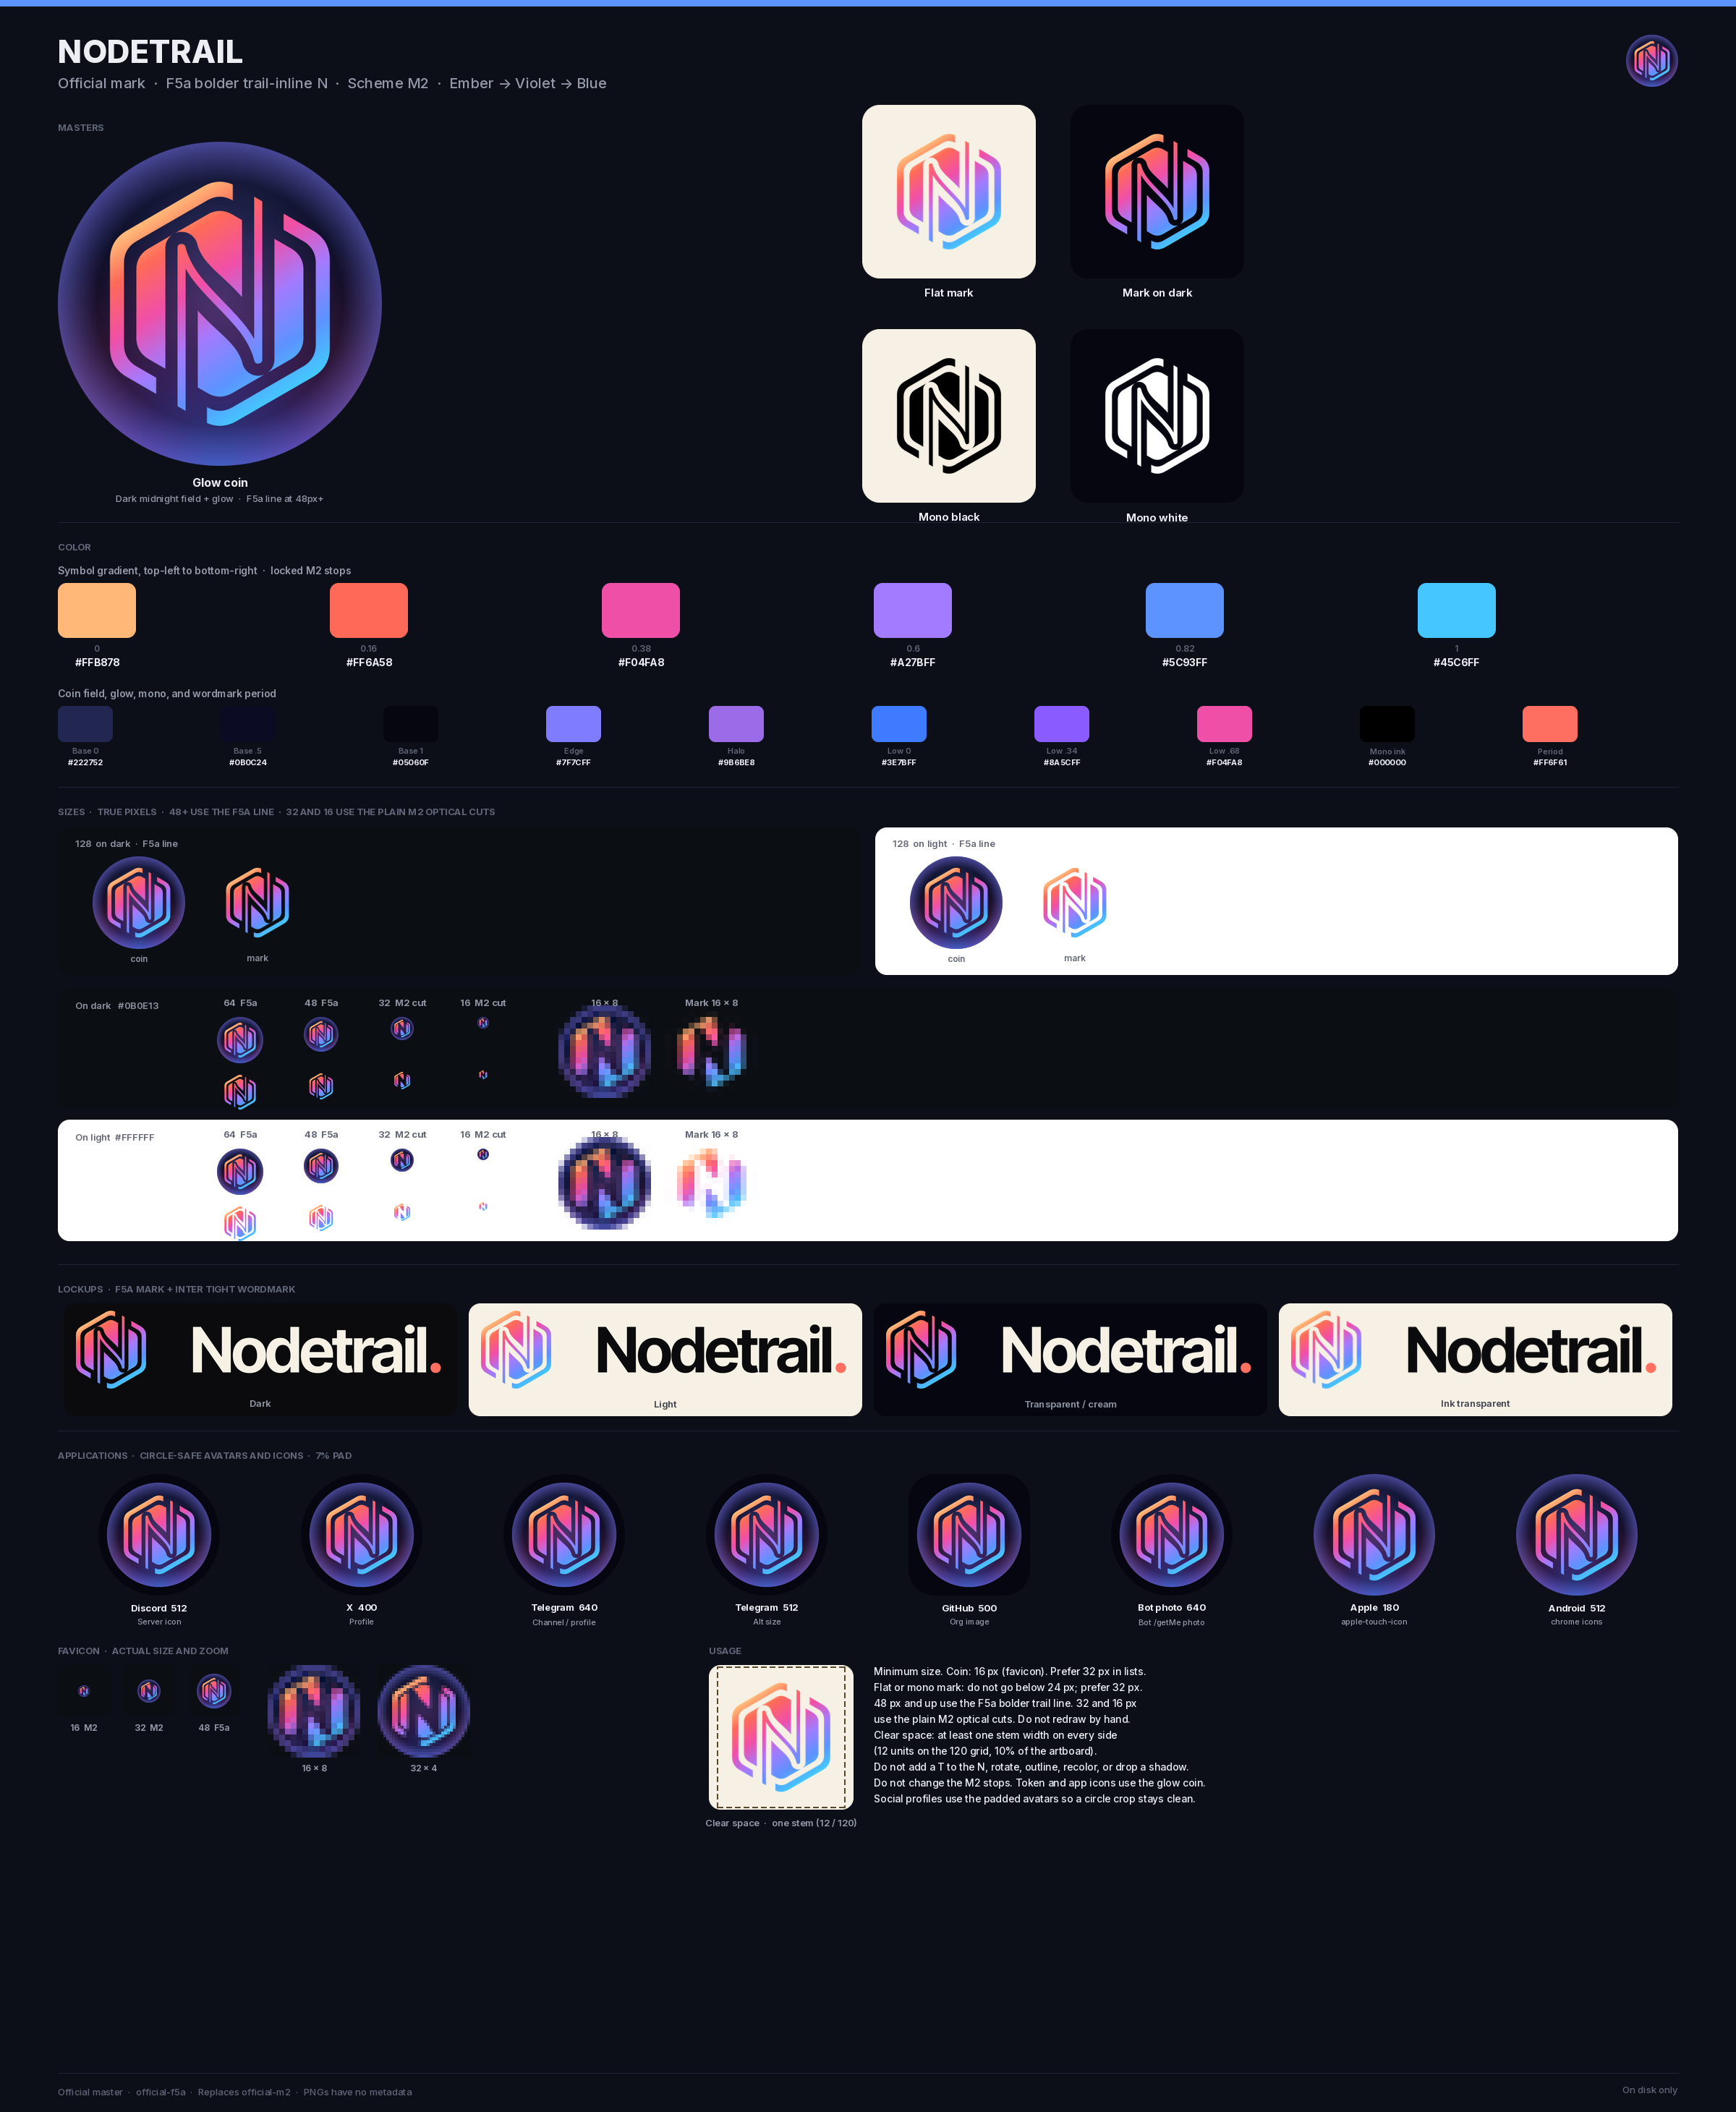 NODETRAIL
Official mark · F5a bolder trail-inline N · Scheme M2 · Ember → Violet → Blue
MASTERS
Glow coin
Dark midnight field + glow · F5a line at 48px+
Flat mark
Mark on dark
Mono black
Mono white
COLOR
Symbol gradient, top-left to bottom-right · locked M2 stops
0
0.16
0.38
0.6
0.82
1
#FFB878
#FF6A58
#F04FA8
#A27BFF
#5C93FF
#45C6FF
Coin field, glow, mono, and wordmark period
Base 0
Base .5
Base 1
Edge
Halo
Low 0
Low .34
Low .68
Mono ink
Period
#222752
#0B0C24
#05060F
#7F7CFF
#9B6BE8
#3E7BFF
#8A5CFF
#F04FA8
#000000
#FF6F61
SIZES · TRUE PIXELS · 48+ USE THE F5A LINE · 32 AND 16 USE THE PLAIN M2 OPTICAL CUTS
128 on dark · F5a line
coin
mark
128 on light · F5a line
coin
mark
On dark #0B0E13
64 F5a
48 F5a
32 M2 cut
16 M2 cut
16 × 8
Mark 16 × 8
On light #FFFFFF
64 F5a
48 F5a
32 M2 cut
16 M2 cut
16 × 8
Mark 16 × 8
LOCKUPS · F5A MARK + INTER TIGHT WORDMARK
Nodetrail.
Dark
Nodetrail.
Light
Nodetrail.
Transparent / cream
Nodetrail.
Ink transparent
APPLICATIONS · CIRCLE-SAFE AVATARS AND ICONS · 7% PAD
Discord 512
Server icon
X 400
Profile
Telegram 640
Channel / profile
Telegram 512
Alt size
GitHub 500
Org image
Bot photo 640
Bot /getMe photo
Apple 180
apple-touch-icon
Android 512
chrome icons
FAVICON · ACTUAL SIZE AND ZOOM
16 M2
32 M2
48 F5a
16 × 8
32 × 4
USAGE
Clear space · one stem (12 / 120)
Minimum size. Coin: 16 px (favicon). Prefer 32 px in lists.
Flat or mono mark: do not go below 24 px; prefer 32 px.
48 px and up use the F5a bolder trail line. 32 and 16 px
use the plain M2 optical cuts. Do not redraw by hand.
Clear space: at least one stem width on every side
(12 units on the 120 grid, 10% of the artboard).
Do not add a T to the N, rotate, outline, recolor, or drop a shadow.
Do not change the M2 stops. Token and app icons use the glow coin.
Social profiles use the padded avatars so a circle crop stays clean.
Official master · official-f5a · Replaces official-m2 · PNGs have no metadata
On disk only